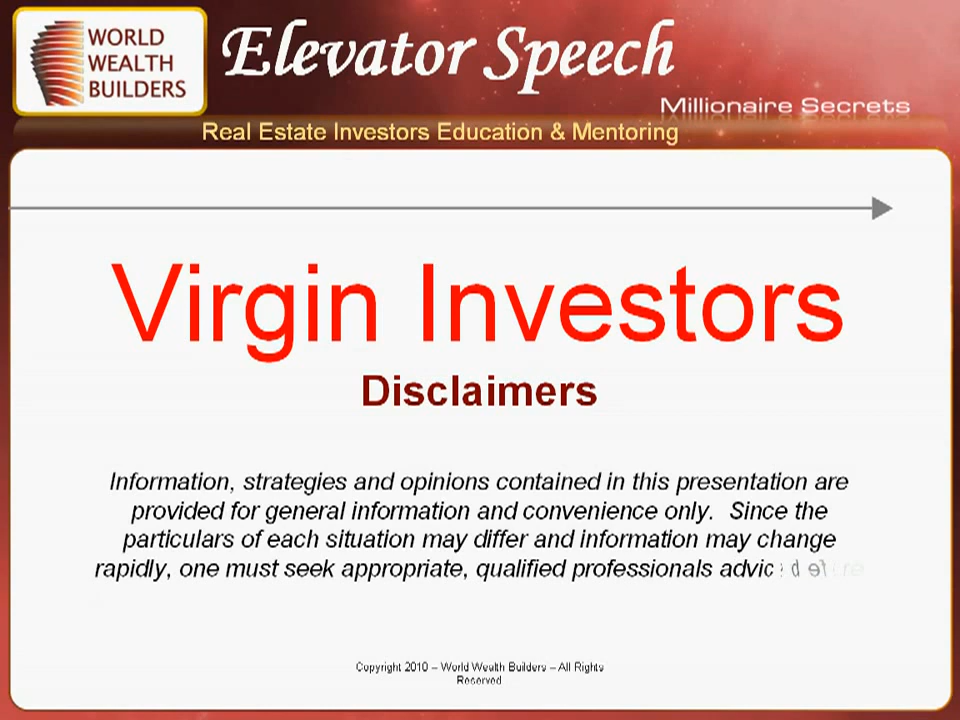 WORLD
WEALTH
BUILDERS
Elevator Speech
Millionaire Secrets
Real Estate Investors Education & Mentoring
Virgin Investors
Disclaimers
Information, strategies and opinions contained in this presentation are
provided for general information and convenience only. Since the
particulars of each situation may differ and information may change
rapidly, one must seek appropriate, qualified professionals
Copyright 2010 – World Wealth Builders – All Rights
Reserved